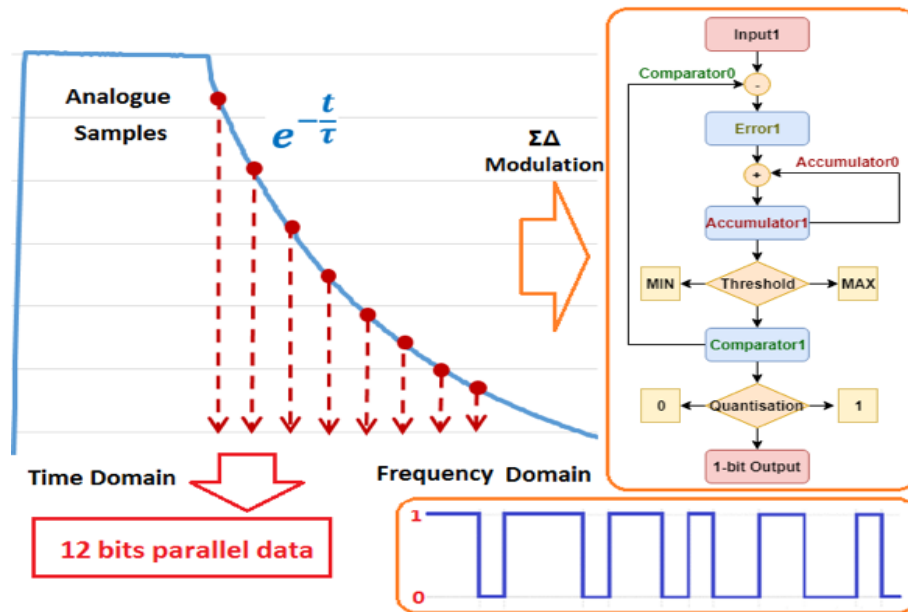 Analogue
Samples
e^{-t/τ}
ΣΔ
Modulation
Time Domain
Frequency Domain
12 bits parallel data
Input1
Comparator0
-
Error1
Accumulator0
+
Accumulator1
MIN
Threshold
MAX
Comparator1
0
Quantisation
1
1-bit Output
1
0